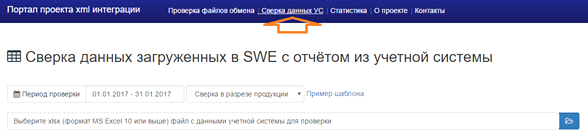 Портал проекта xml интеграции
Проверка файлов обмена | Сверка данных УС | Статистика | О проекте | Контакты
Сверка данных загруженных в SWE с отчётом из учетной системы
Период проверки 01.01.2017 - 31.01.2017 Сверка в разрезе продукции Пример шаблона
Выберите xlsx (формат MS Excel 10 или выше) файл с данными учетной системы для проверки